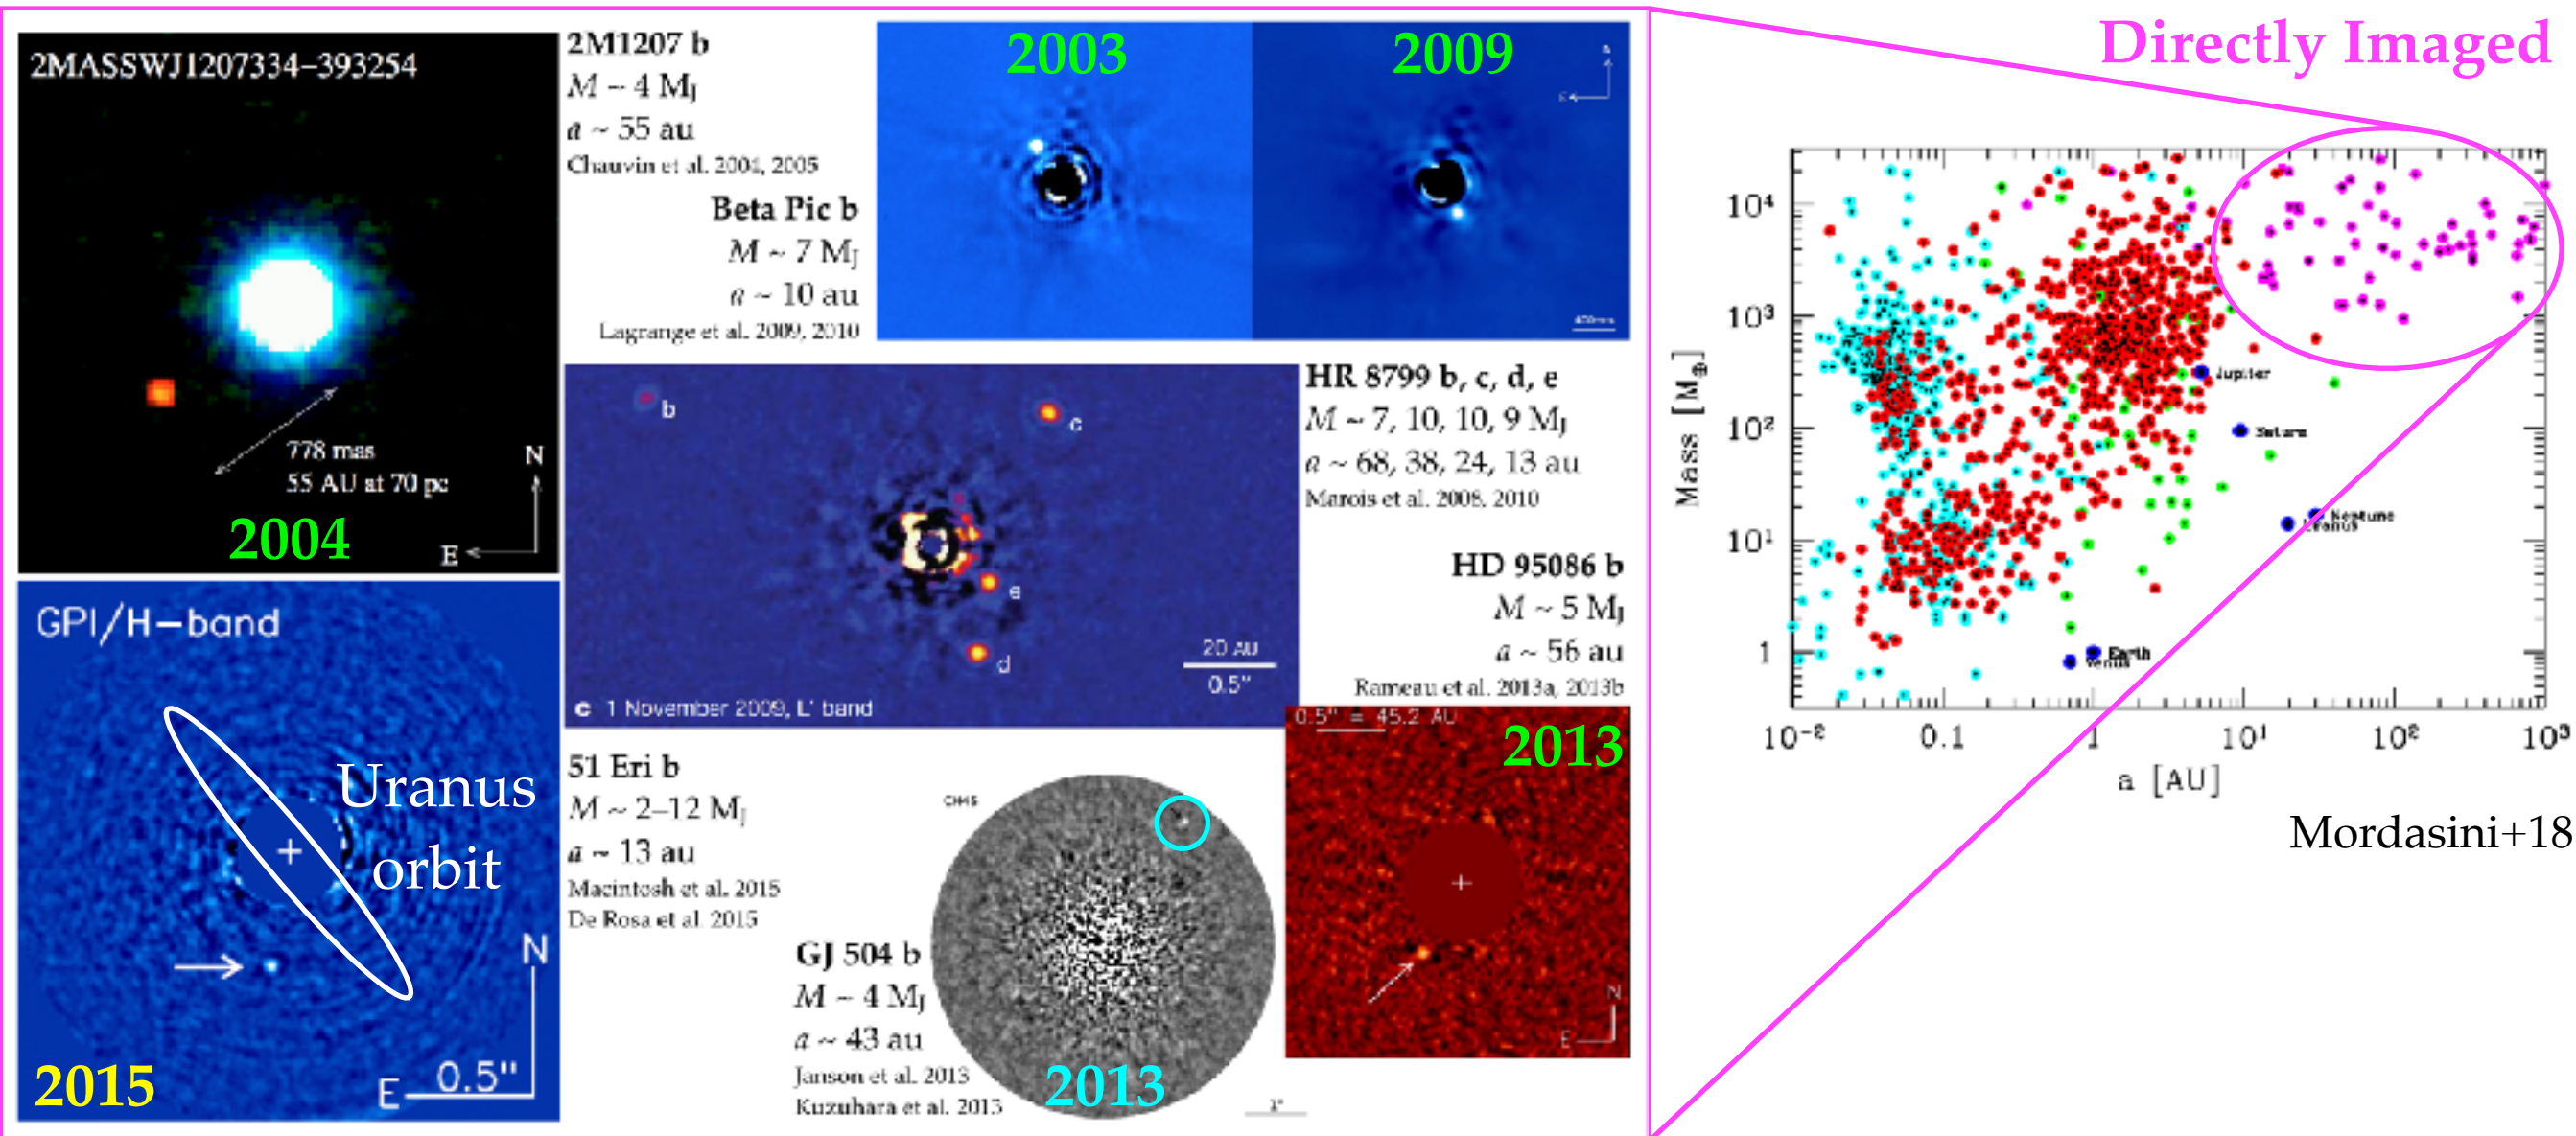 2MASSWJ1207334–393254
778 mas
55 AU at 70 pc
N
E
2004
2M1207 b
M ~ 4 MJ
a ~ 55 au
Chauvin et al. 2004, 2005
Beta Pic b
M ~ 7 MJ
a ~ 10 au
Lagrange et al. 2009, 2010
2003
2009
HR 8799 b, c, d, e
M ~ 7, 10, 10, 9 MJ
a ~ 68, 38, 24, 13 au
Marois et al. 2008, 2010
b
c
e
d
20 AU
0.5"
c 1 November 2009, L' band
HD 95086 b
M ~ 5 MJ
a ~ 56 au
Rameau et al. 2013a, 2013b
0.5" = 45.2 AU
2013
N
E
GPI/H–band
Uranus
orbit
N
E 0.5"
2015
51 Eri b
M ~ 2–12 MJ
a ~ 13 au
Macintosh et al. 2015
De Rosa et al. 2015
GJ 504 b
M ~ 4 MJ
a ~ 43 au
Janson et al. 2013
Kuzuhara et al. 2013
2013
1"
Directly Imaged
Mass [M⊕]
10⁴
10³
10²
10¹
1
Jupiter
Saturn
Neptune
Uranus
Earth
Venus
10⁻² 0.1 1 10¹ 10² 10³
a [AU]
Mordasini+18